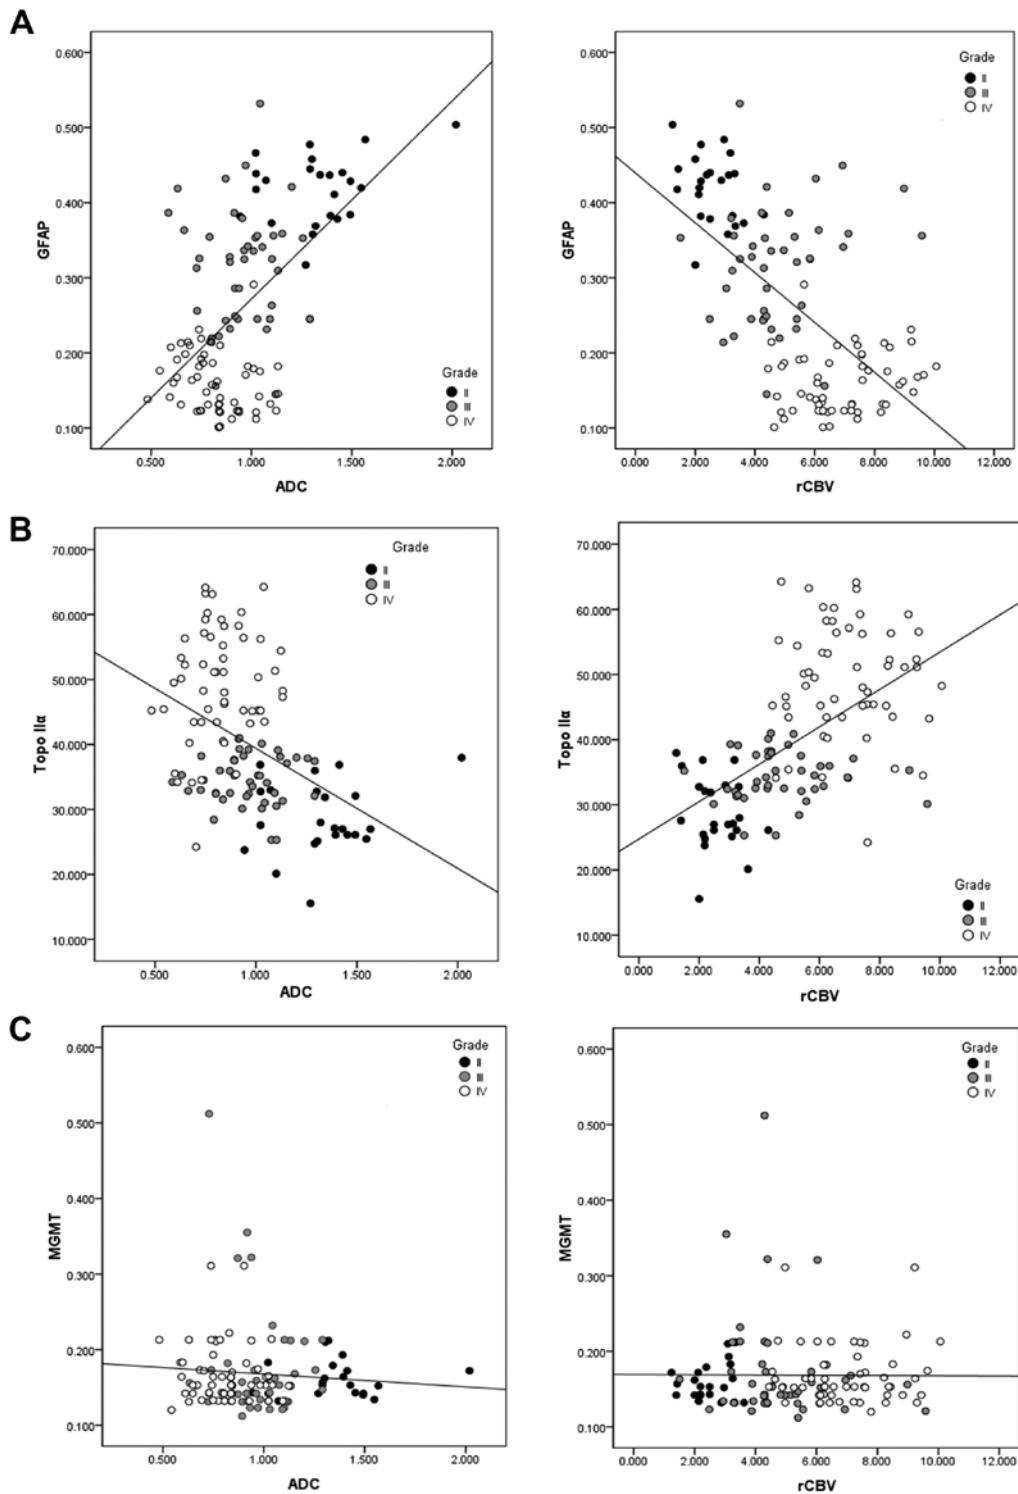 A
GFAP
0.600
0.500
0.400
0.300
0.200
0.100
0.500
1.000
1.500
2.000
ADC
Grade
II
III
IV
GFAP
0.600
0.500
0.400
0.300
0.200
0.100
0.000
2.000
4.000
6.000
8.000
10.000
12.000
rCBV
Grade
II
III
IV
B
Topo IIα
70.000
60.000
50.000
40.000
30.000
20.000
10.000
0.500
1.000
1.500
2.000
ADC
Grade
II
III
IV
Topo IIα
70.000
60.000
50.000
40.000
30.000
20.000
10.000
0.000
2.000
4.000
6.000
8.000
10.000
12.000
rCBV
Grade
II
III
IV
C
MGMT
0.600
0.500
0.400
0.300
0.200
0.100
0.500
1.000
1.500
2.000
ADC
Grade
II
III
IV
MGMT
0.600
0.500
0.400
0.300
0.200
0.100
0.000
2.000
4.000
6.000
8.000
10.000
12.000
rCBV
Grade
II
III
IV